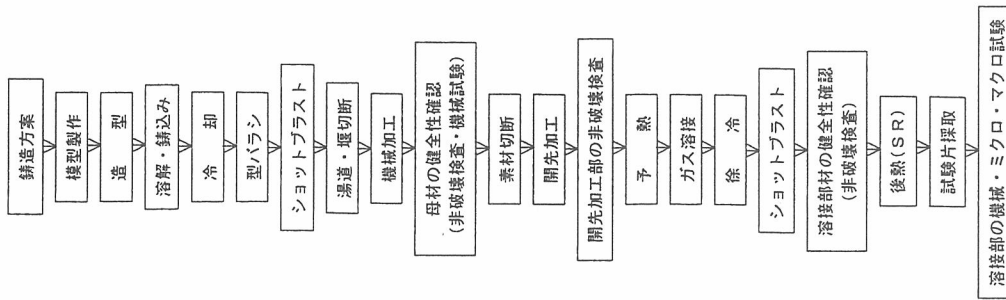 鋳造方案
模型製作
造型
溶解・鋳込み
冷却
型バラシ
ショットブラスト
湯道・堰切断
機械加工
母材の健全性確認
(非破壊検査・機械試験)
素材切断
開先加工
開先加工部の非破壊検査
予熱
ガス溶接
徐冷
ショットブラスト
溶接部材の健全性確認
(非破壊検査)
後熱(SR)
試験片採取
溶接部の機械・ミクロ・マクロ試験